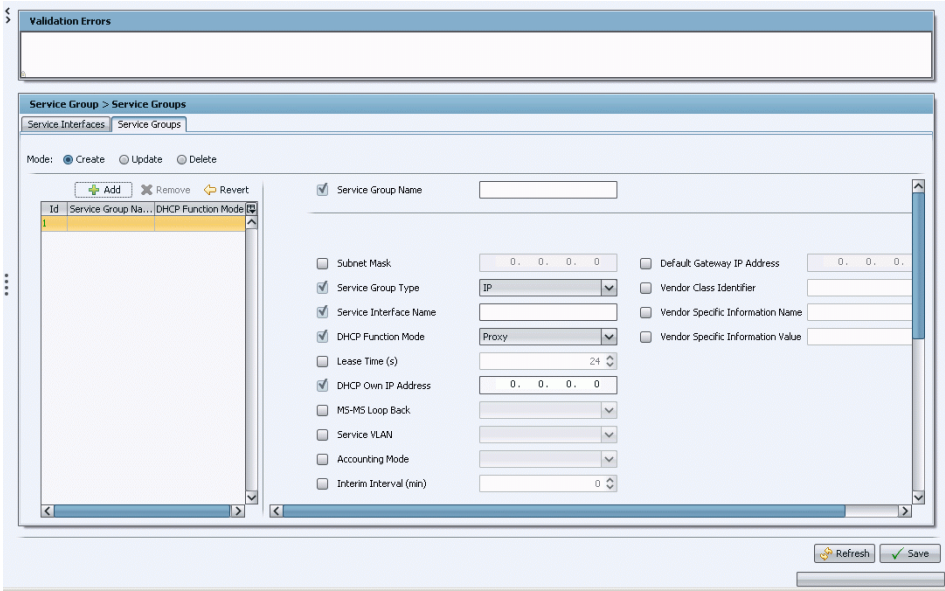 Validation Errors
Service Group > Service Groups
Service Interfaces Service Groups
Mode: Create Update Delete
Add Remove Revert
Id Service Group Na... DHCP Function Mode
1
Service Group Name
Subnet Mask 0. 0. 0. 0 Default Gateway IP Address 0. 0. 0.
Service Group Type IP Vendor Class Identifier
Service Interface Name Vendor Specific Information Name
DHCP Function Mode Proxy Vendor Specific Information Value
Lease Time (s) 24
DHCP Own IP Address 0. 0. 0. 0
MS-MS Loop Back
Service VLAN
Accounting Mode
Interim Interval (min) 0
Refresh Save